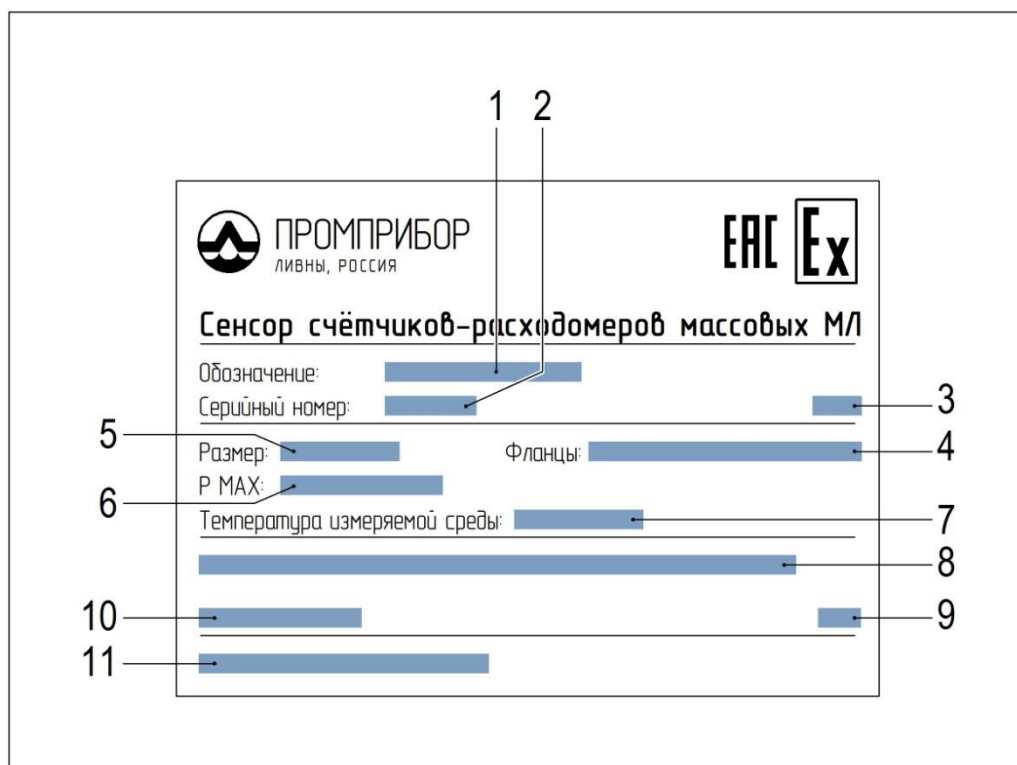 1 2
ПРОМПРИБОР
ЛИВНЫ, РОССИЯ
EAC Ex
Сенсор счётчиков-расходомеров массовых МЛ
Обозначение:
Серийный номер:
3
5
Размер: Фланцы:
4
P MAX:
6
Температура измеряемой среды:
7
8
10
9
11